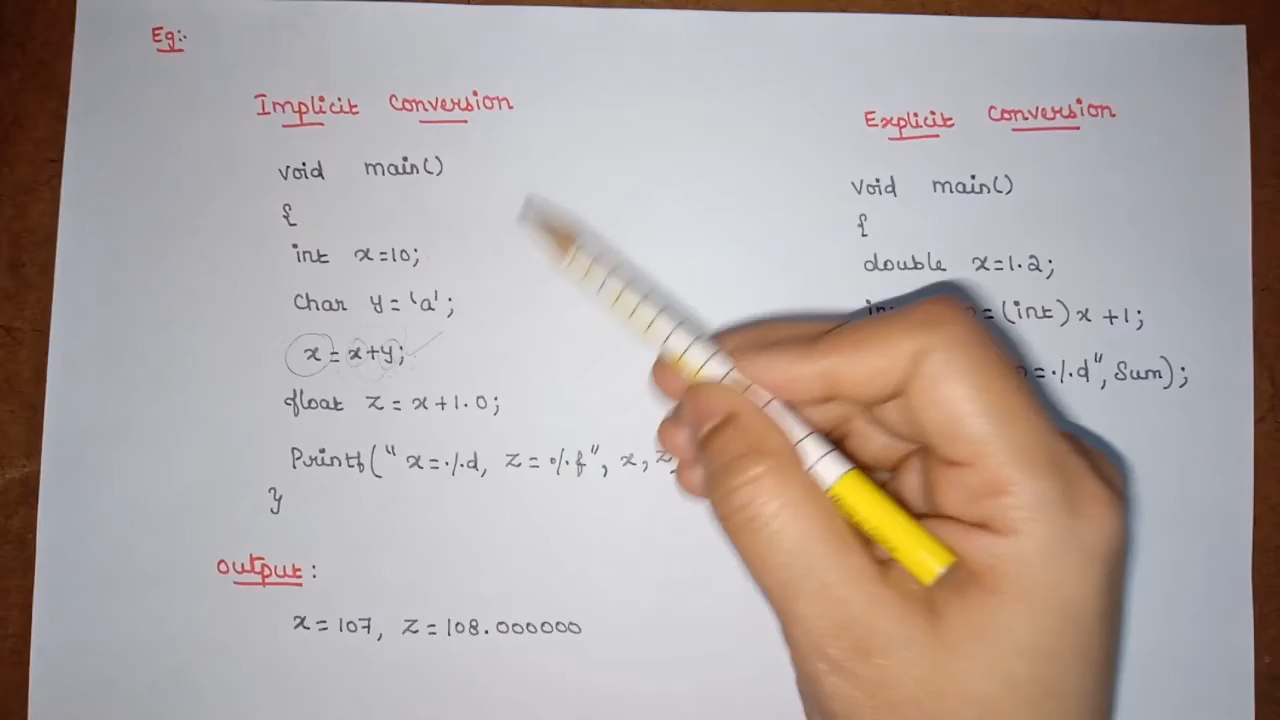 Eg:-
Implicit Conversion
void main()
{
int x=10;
Char y='a';
x=x+y;
float z=x+1.0;
Printf("x=%d, z=%f", x, z
}
Output:
x=107, z=108.000000
Explicit Conversion
void main()
{
double x=1.2;
=(int)x+1;
=%d", Sum);